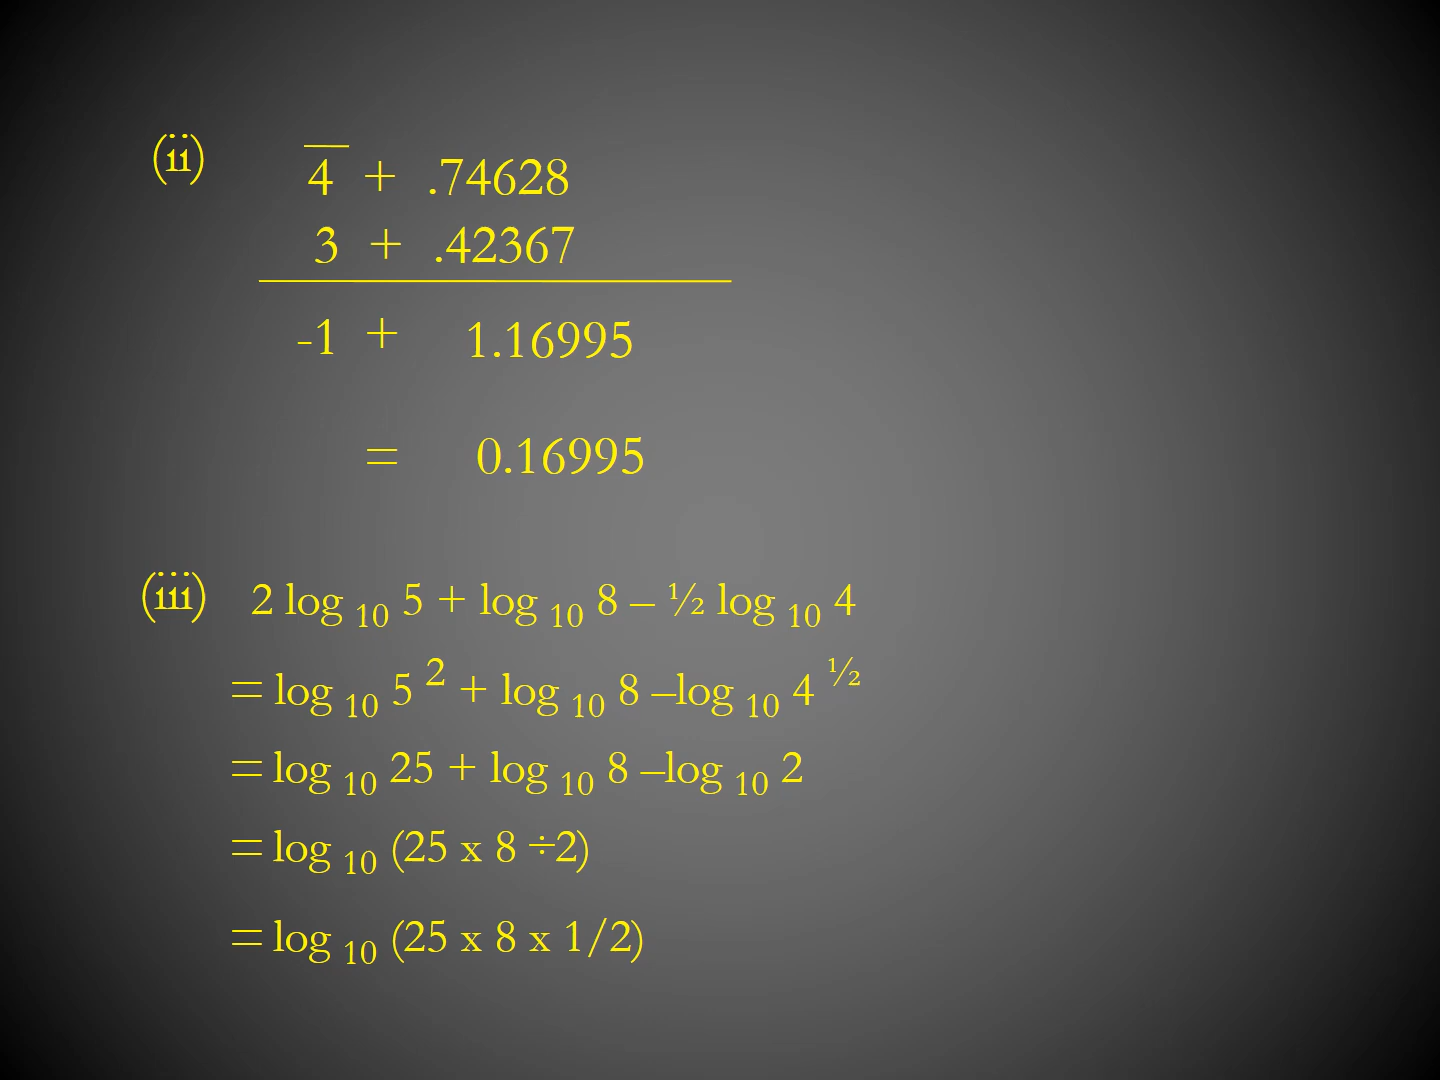 (ii) 4̅ + .74628
3 + .42367
-1 + 1.16995
= 0.16995
(iii) 2 log ₁₀ 5 + log ₁₀ 8 – ½ log ₁₀ 4
= log ₁₀ 5 ² + log ₁₀ 8 –log ₁₀ 4 ^½
= log ₁₀ 25 + log ₁₀ 8 –log ₁₀ 2
= log ₁₀ (25 x 8 ÷2)
= log ₁₀ (25 x 8 x 1/2)